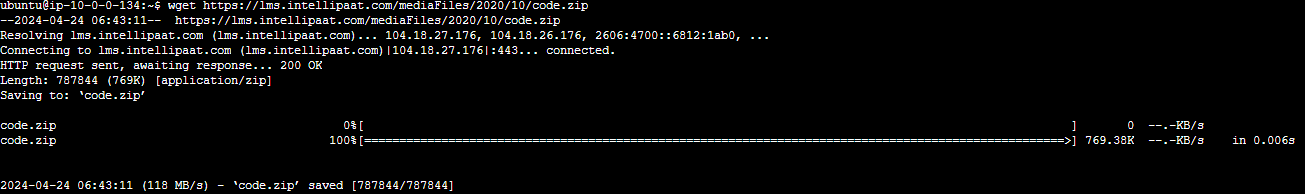 ubuntu@ip-10-0-0-134:~$ wget https://lms.intellipaat.com/mediaFiles/2020/10/code.zip
--2024-04-24 06:43:11--  https://lms.intellipaat.com/mediaFiles/2020/10/code.zip
Resolving lms.intellipaat.com (lms.intellipaat.com)... 104.18.27.176, 104.18.26.176, 2606:4700::6812:1ab0, ...
Connecting to lms.intellipaat.com (lms.intellipaat.com)|104.18.27.176|:443... connected.
HTTP request sent, awaiting response... 200 OK
Length: 787844 (769K) [application/zip]
Saving to: ‘code.zip’
code.zip 0%[ ] 0 --.-KB/s
code.zip 100%[===================================================================================================>] 769.38K --.-KB/s in 0.006s
2024-04-24 06:43:11 (118 MB/s) - ‘code.zip’ saved [787844/787844]